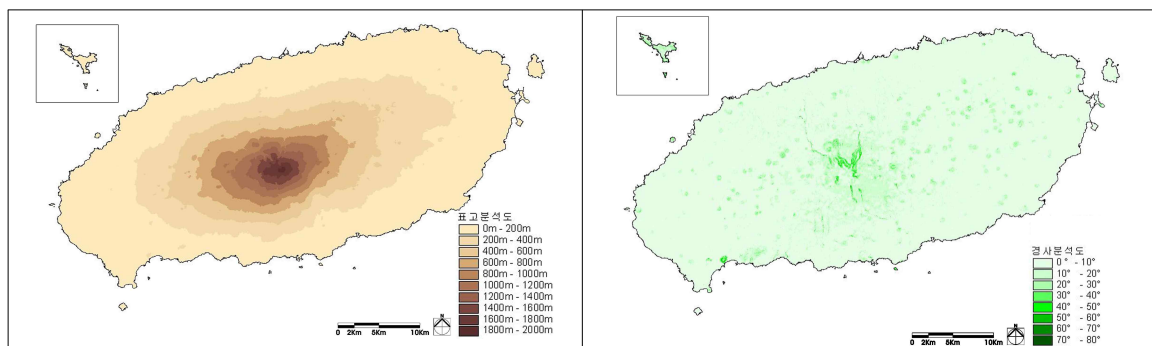 표고분석도
0m - 200m
200m - 400m
400m - 600m
600m - 800m
800m - 1000m
1000m - 1200m
1200m - 1400m
1400m - 1600m
1600m - 1800m
1800m - 2000m
N
0 2Km 5Km 10Km
경사분석도
0° - 10°
10° - 20°
20° - 30°
30° - 40°
40° - 50°
50° - 60°
60° - 70°
70° - 80°
N
0 2Km 5Km 10Km